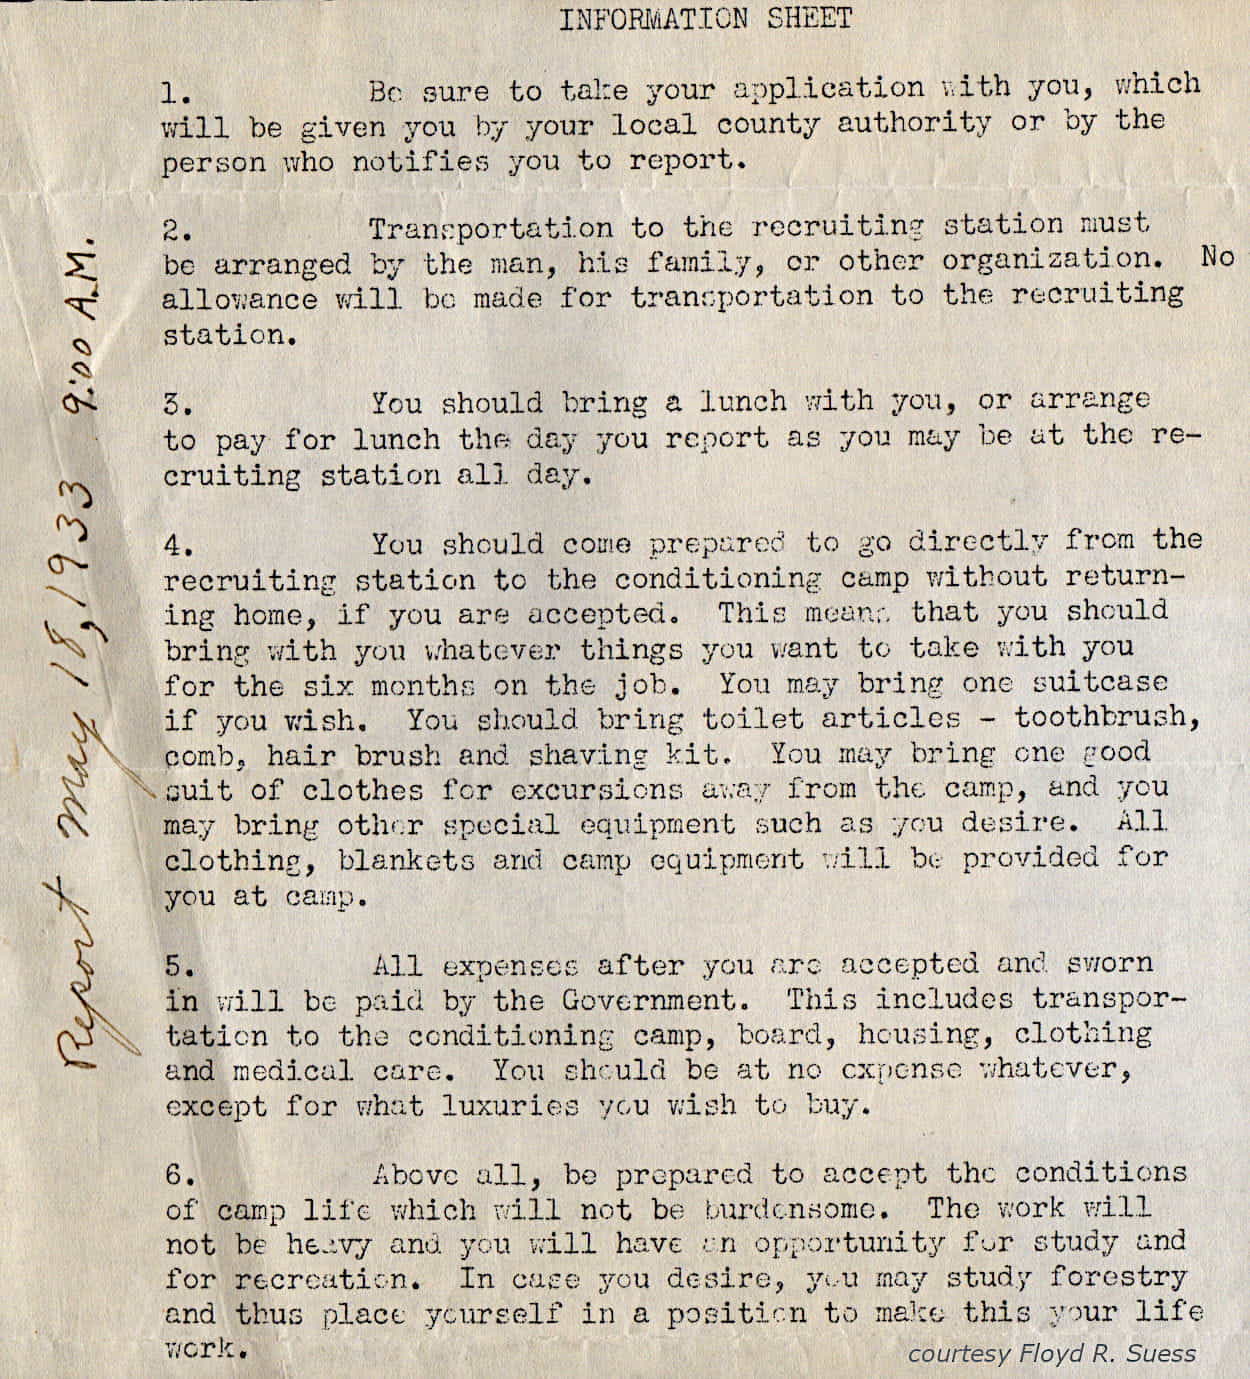 INFORMATION SHEET
1. Be sure to take your application with you, which
will be given you by your local county authority or by the
person who notifies you to report.
2. Transportation to the recruiting station must
be arranged by the man, his family, or other organization. No
allowance will be made for transportation to the recruiting
station.
3. You should bring a lunch with you, or arrange
to pay for lunch the day you report as you may be at the re-
cruiting station all day.
4. You should come prepared to go directly from the
recruiting station to the conditioning camp without return-
ing home, if you are accepted. This means that you should
bring with you whatever things you want to take with you
for the six months on the job. You may bring one suitcase
if you wish. You should bring toilet articles - toothbrush,
comb, hair brush and shaving kit. You may bring one good
suit of clothes for excursions away from the camp, and you
may bring other special equipment such as you desire. All
clothing, blankets and camp equipment will be provided for
you at camp.
5. All expenses after you are accepted and sworn
in will be paid by the Government. This includes transpor-
tation to the conditioning camp, board, housing, clothing
and medical care. You should be at no expense whatever,
except for what luxuries you wish to buy.
6. Above all, be prepared to accept the conditions
of camp life which will not be burdensome. The work will
not be heavy and you will have an opportunity for study and
for recreation. In case you desire, you may study forestry
and thus place yourself in a position to make this your life
work.
Report May 18, 1933 9:00 A.M.
courtesy Floyd R. Suess